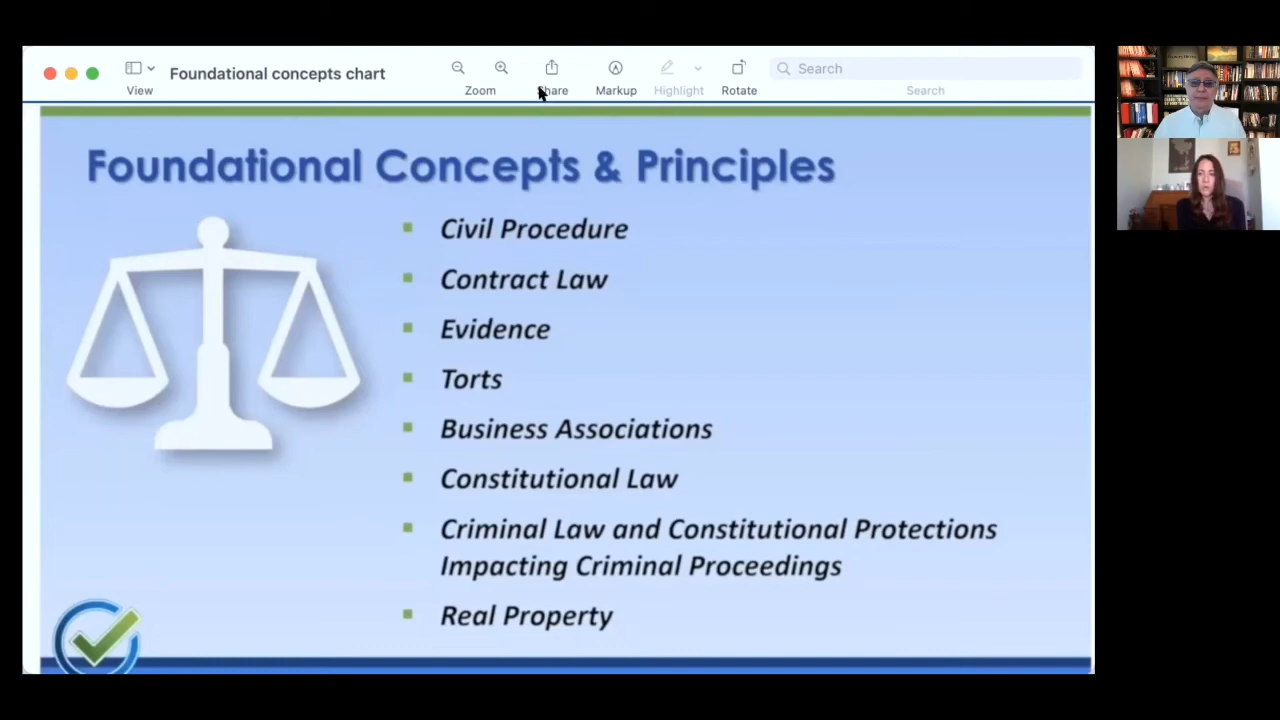 Foundational concepts chart
View
Zoom
Share
Markup
Highlight
Rotate
Search
Search
Foundational Concepts & Principles
Civil Procedure
Contract Law
Evidence
Torts
Business Associations
Constitutional Law
Criminal Law and Constitutional Protections
Impacting Criminal Proceedings
Real Property